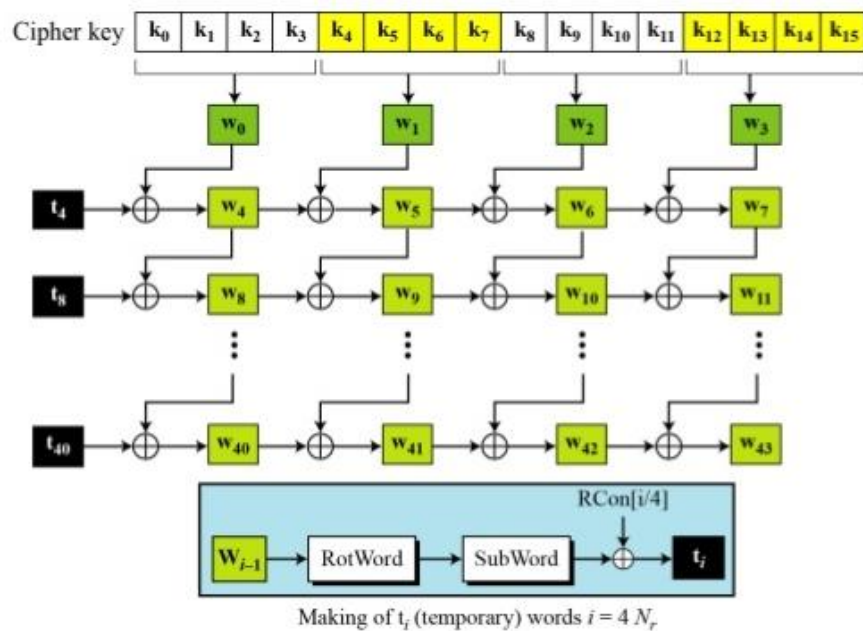 Cipher key k₀ k₁ k₂ k₃ k₄ k₅ k₆ k₇ k₈ k₉ k₁₀ k₁₁ k₁₂ k₁₃ k₁₄ k₁₅
w₀ w₁ w₂ w₃
t₄ w₄ w₅ w₆ w₇
t₈ w₈ w₉ w₁₀ w₁₁
t₄₀ w₄₀ w₄₁ w₄₂ w₄₃
RCon[i/4]
Wᵢ₋₁ RotWord SubWord tᵢ
Making of tᵢ (temporary) words i = 4 Nᵣ